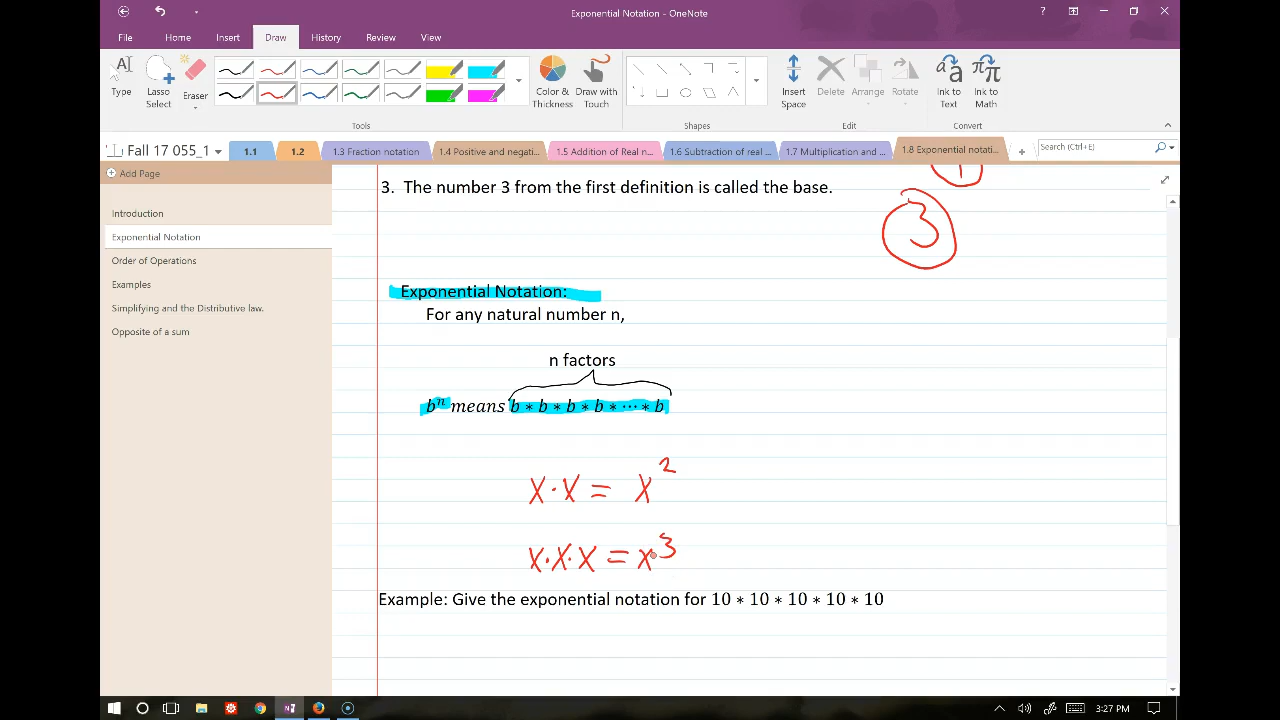 Exponential Notation - OneNote
?
File Home Insert Draw History Review View
Type
Lasso Select
Eraser
Color & Thickness
Draw with Touch
Insert Space
Delete
Arrange
Rotate
Ink to Text
Ink to Math
Tools Shapes Edit Convert
Fall 17 055_1 1.1 1.2 1.3 Fraction notation 1.4 Positive and negati... 1.5 Addition of Real n... 1.6 Subtraction of real ... 1.7 Multiplication and ... 1.8 Exponential notati... Search (Ctrl+E)
Add Page
Introduction
Exponential Notation
Order of Operations
Examples
Simplifying and the Distributive law.
Opposite of a sum
3. The number 3 from the first definition is called the base.
3
Exponential Notation:
For any natural number n,
n factors
bⁿ means b ∗ b ∗ b ∗ b ∗ ⋯ ∗ b
x·x = x²
x·x·x = x³
Example: Give the exponential notation for 10 ∗ 10 ∗ 10 ∗ 10 ∗ 10
3:27 PM